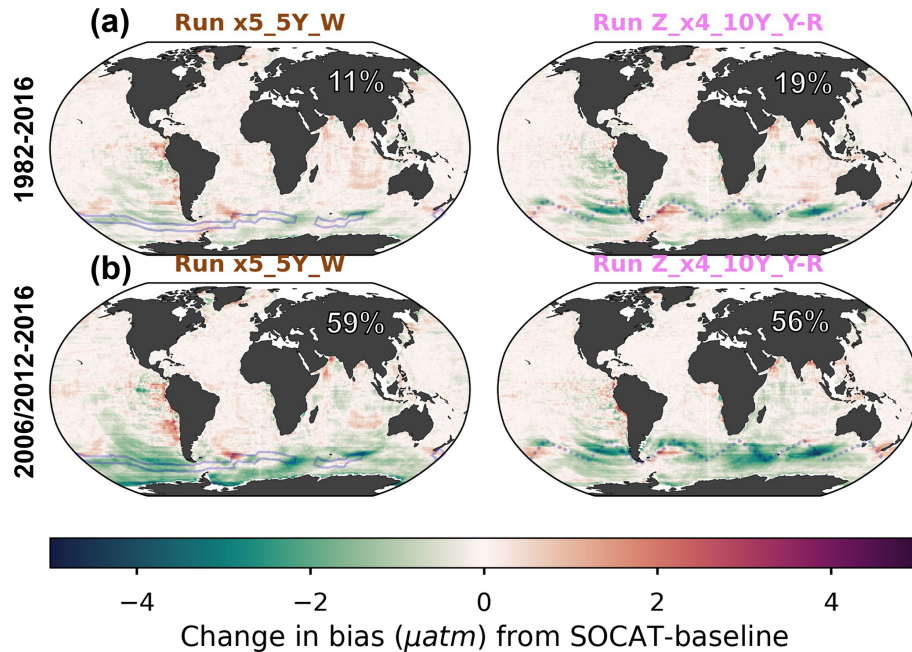 (a)
Run x5_5Y_W
Run Z_x4_10Y_Y-R
1982-2016
11%
19%
(b)
Run x5_5Y_W
Run Z_x4_10Y_Y-R
2006/2012-2016
59%
56%
−4 −2 0 2 4
Change in bias (μatm) from SOCAT-baseline